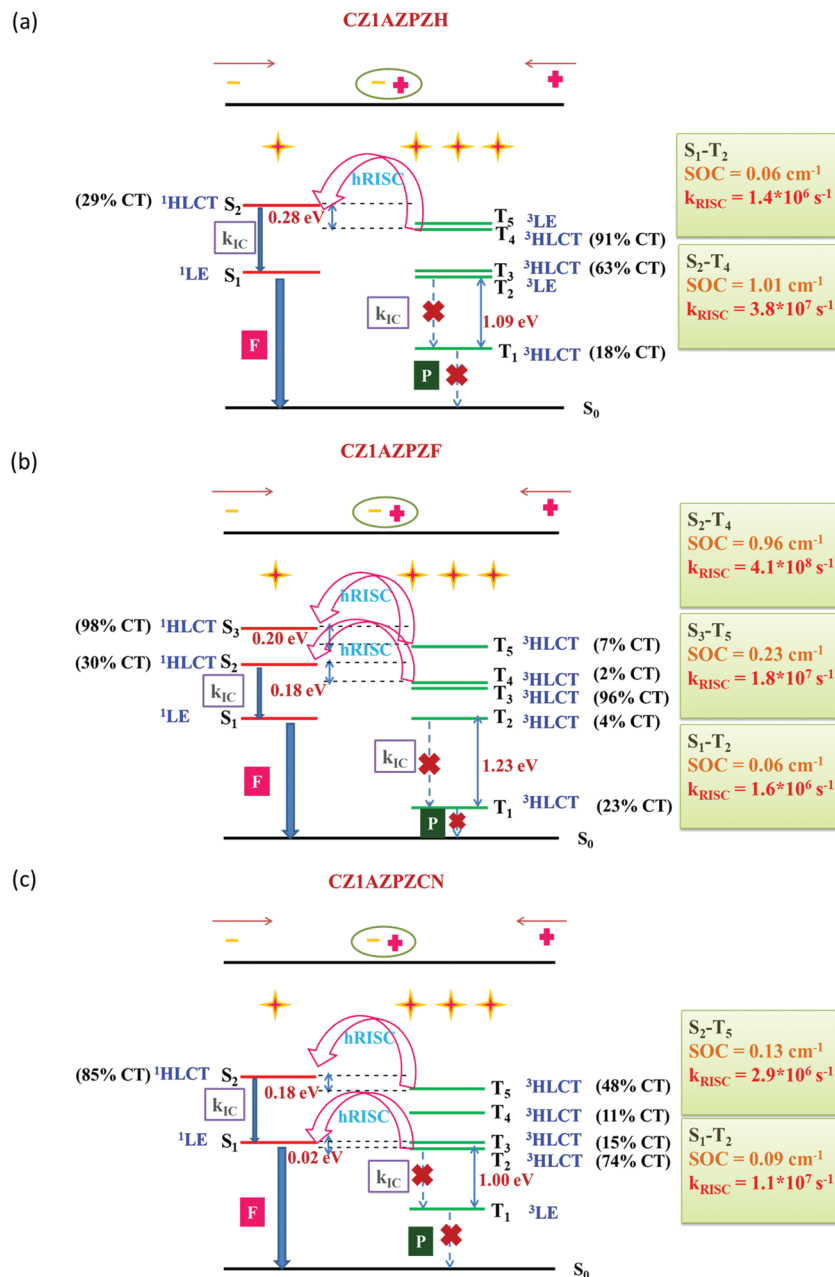 (a)
CZ1AZPZH
− − + +
(29% CT) ¹HLCT S₂
hRISC
0.28 eV
k_IC
¹LE S₁
F
T₅ ³LE
T₄ ³HLCT (91% CT)
T₃ ³HLCT (63% CT)
T₂ ³LE
k_IC
1.09 eV
T₁ ³HLCT (18% CT)
P
S₀
S₁-T₂
SOC = 0.06 cm⁻¹
k_RISC = 1.4*10⁶ s⁻¹
S₂-T₄
SOC = 1.01 cm⁻¹
k_RISC = 3.8*10⁷ s⁻¹
(b)
CZ1AZPZF
− − + +
(98% CT) ¹HLCT S₃
hRISC
0.20 eV
(30% CT) ¹HLCT S₂
hRISC
0.18 eV
k_IC
¹LE S₁
F
T₅ ³HLCT (7% CT)
T₄ ³HLCT (2% CT)
T₃ ³HLCT (96% CT)
T₂ ³HLCT (4% CT)
k_IC
1.23 eV
T₁ ³HLCT (23% CT)
P
S₀
S₂-T₄
SOC = 0.96 cm⁻¹
k_RISC = 4.1*10⁸ s⁻¹
S₃-T₅
SOC = 0.23 cm⁻¹
k_RISC = 1.8*10⁷ s⁻¹
S₁-T₂
SOC = 0.06 cm⁻¹
k_RISC = 1.6*10⁶ s⁻¹
(c)
CZ1AZPZCN
− − + +
(85% CT) ¹HLCT S₂
hRISC
0.18 eV
k_IC
¹LE S₁
hRISC
0.02 eV
F
T₅ ³HLCT (48% CT)
T₄ ³HLCT (11% CT)
T₃ ³HLCT (15% CT)
T₂ ³HLCT (74% CT)
k_IC
1.00 eV
T₁ ³LE
P
S₀
S₂-T₅
SOC = 0.13 cm⁻¹
k_RISC = 2.9*10⁶ s⁻¹
S₁-T₂
SOC = 0.09 cm⁻¹
k_RISC = 1.1*10⁷ s⁻¹